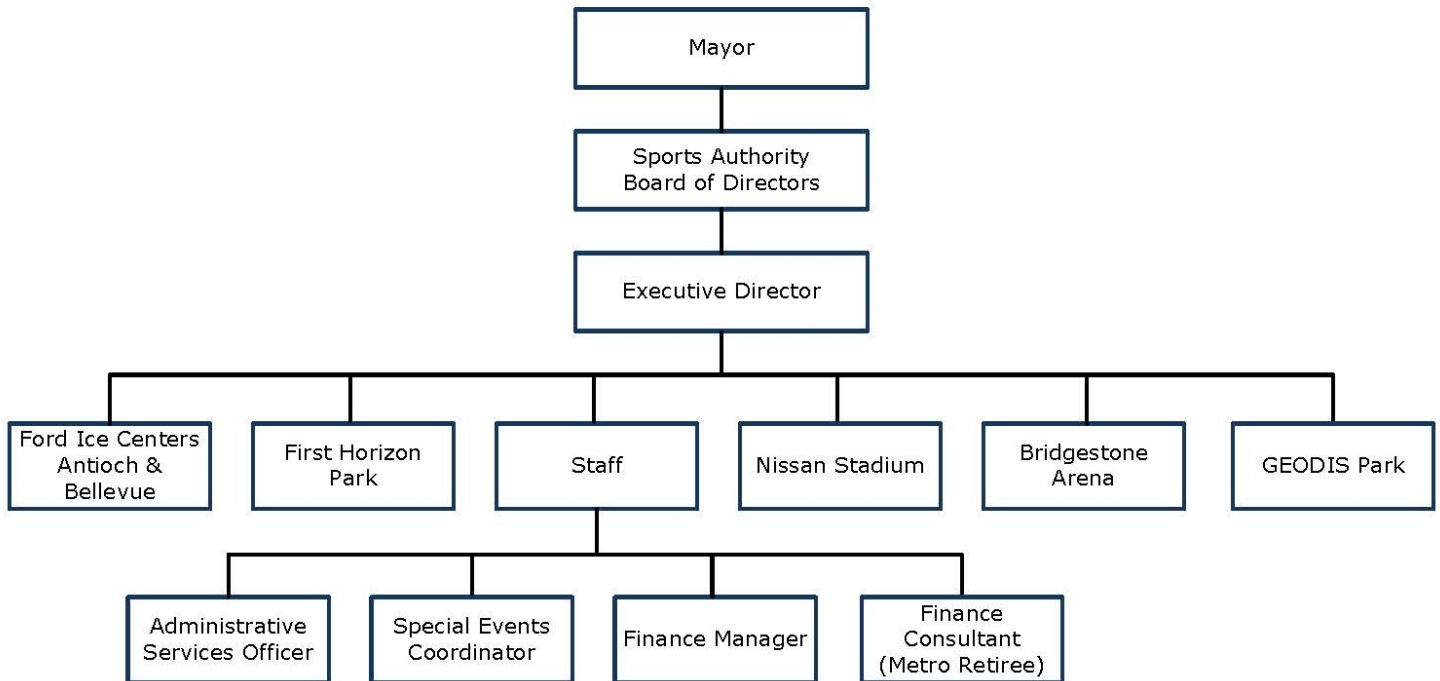 Mayor
Sports Authority
Board of Directors
Executive Director
Ford Ice Centers
Antioch &
Bellevue
First Horizon
Park
Staff
Nissan Stadium
Bridgestone
Arena
GEODIS Park
Administrative
Services Officer
Special Events
Coordinator
Finance Manager
Finance
Consultant
(Metro Retiree)